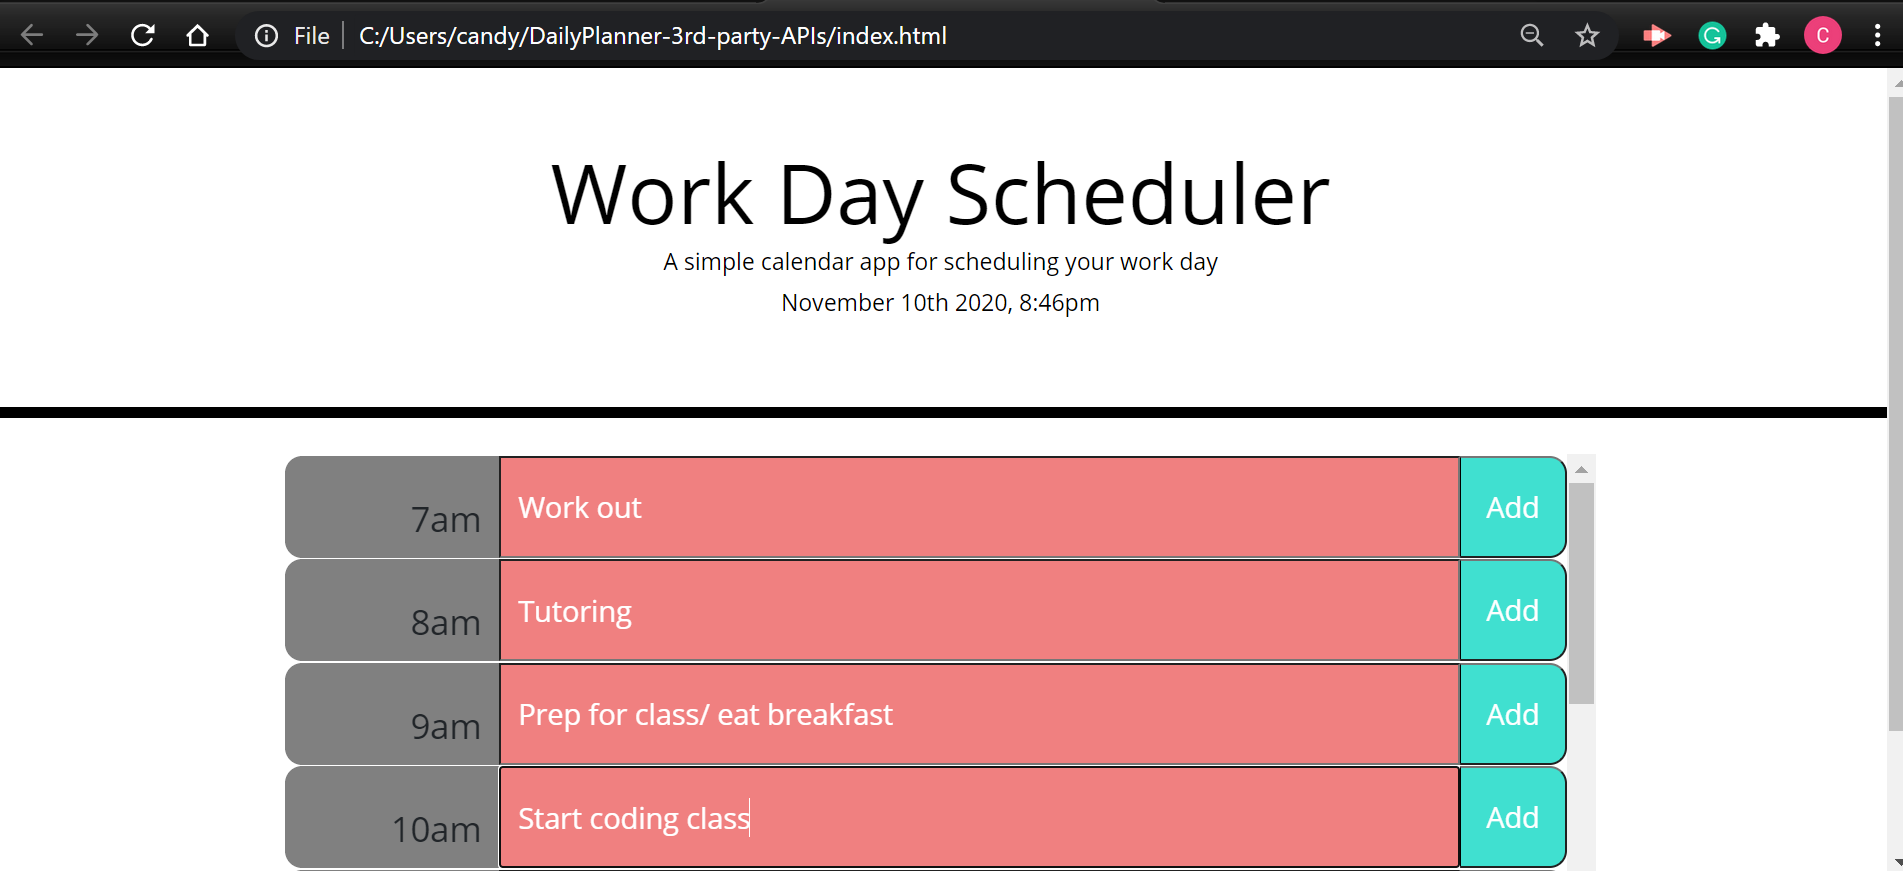 File C:/Users/candy/DailyPlanner-3rd-party-APIs/index.html
C
Work Day Scheduler
A simple calendar app for scheduling your work day
November 10th 2020, 8:46pm
7am Work out Add
8am Tutoring Add
9am Prep for class/ eat breakfast Add
10am Start coding class Add